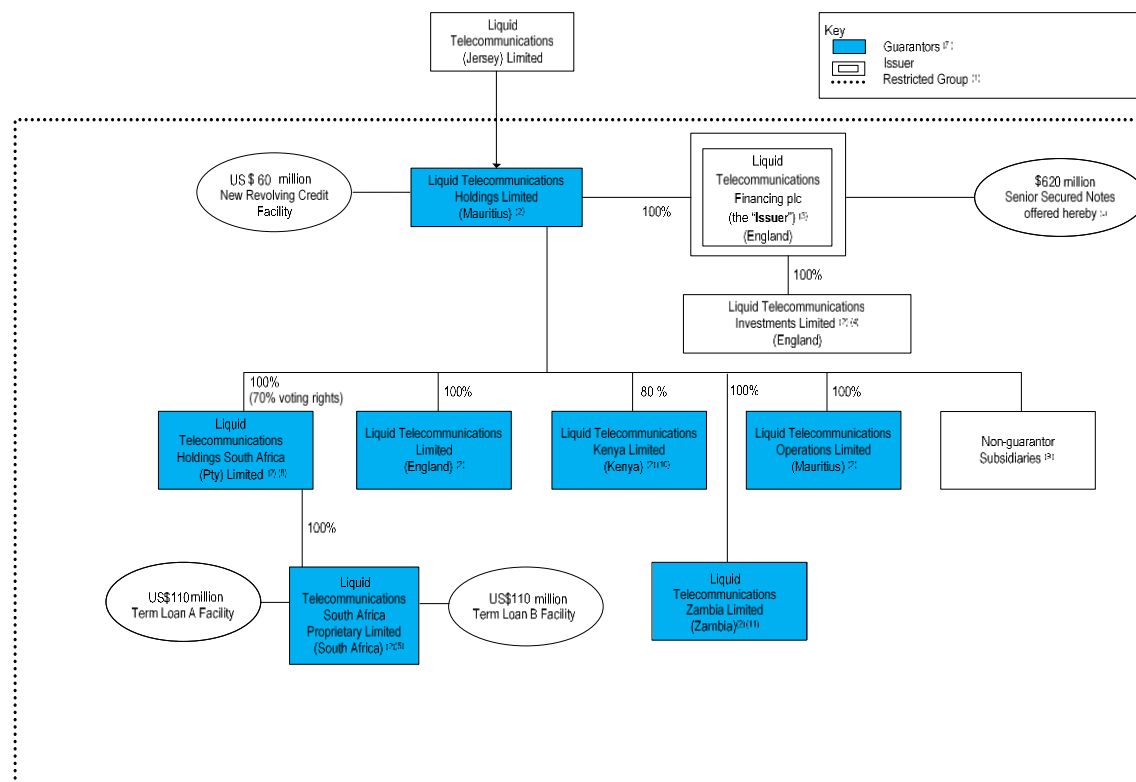 Liquid
Telecommunications
(Jersey) Limited
Key
Guarantors
Issuer
Restricted Group
US $ 60 million
New Revolving Credit
Facility
Liquid Telecommunications
Holdings Limited
(Mauritius) (2)
100%
Liquid
Telecommunications
Financing plc
(the “Issuer”)
(England)
$620 million
Senior Secured Notes
offered hereby
100%
Liquid Telecommunications
Investments Limited
(England)
100%
(70% voting rights)
100%
80 %
100%
100%
Liquid
Telecommunications
Holdings South Africa
(Pty) Limited
Liquid Telecommunications
Limited
(England)
Liquid Telecommunications
Kenya Limited
(Kenya)
Liquid Telecommunications
Operations Limited
(Mauritius)
Non-guarantor
Subsidiaries
100%
US$110 million
Term Loan A Facility
Liquid
Telecommunications
South Africa
Proprietary Limited
(South Africa)
US$110 million
Term Loan B Facility
Liquid
Telecommunications
Zambia Limited
(Zambia) (2) (11)